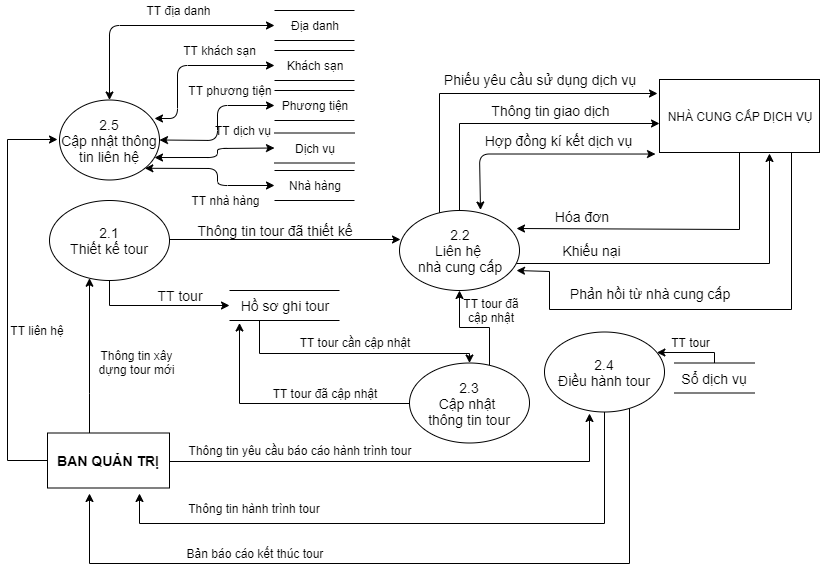 TT địa danh
Địa danh
TT khách sạn
Khách sạn
TT phương tiện
Phương tiện
TT dịch vụ
Dịch vụ
TT nhà hàng
Nhà hàng
2.5
Cập nhật thông
tin liên hệ
Phiếu yêu cầu sử dụng dịch vụ
Thông tin giao dịch
Hợp đồng kí kết dịch vụ
NHÀ CUNG CẤP DỊCH VỤ
2.1
Thiết kế tour
Thông tin tour đã thiết kế
2.2
Liên hệ
nhà cung cấp
Hóa đơn
Khiếu nại
Phản hồi từ nhà cung cấp
TT tour
Hồ sơ ghi tour
TT tour đã
cập nhật
TT liên hệ
Thông tin xây
dựng tour mới
TT tour cần cập nhật
TT tour đã cập nhật
2.3
Cập nhật
thông tin tour
2.4
Điều hành tour
TT tour
Sổ dịch vụ
BAN QUẢN TRỊ
Thông tin yêu cầu báo cáo hành trình tour
Thông tin hành trình tour
Bản báo cáo kết thúc tour